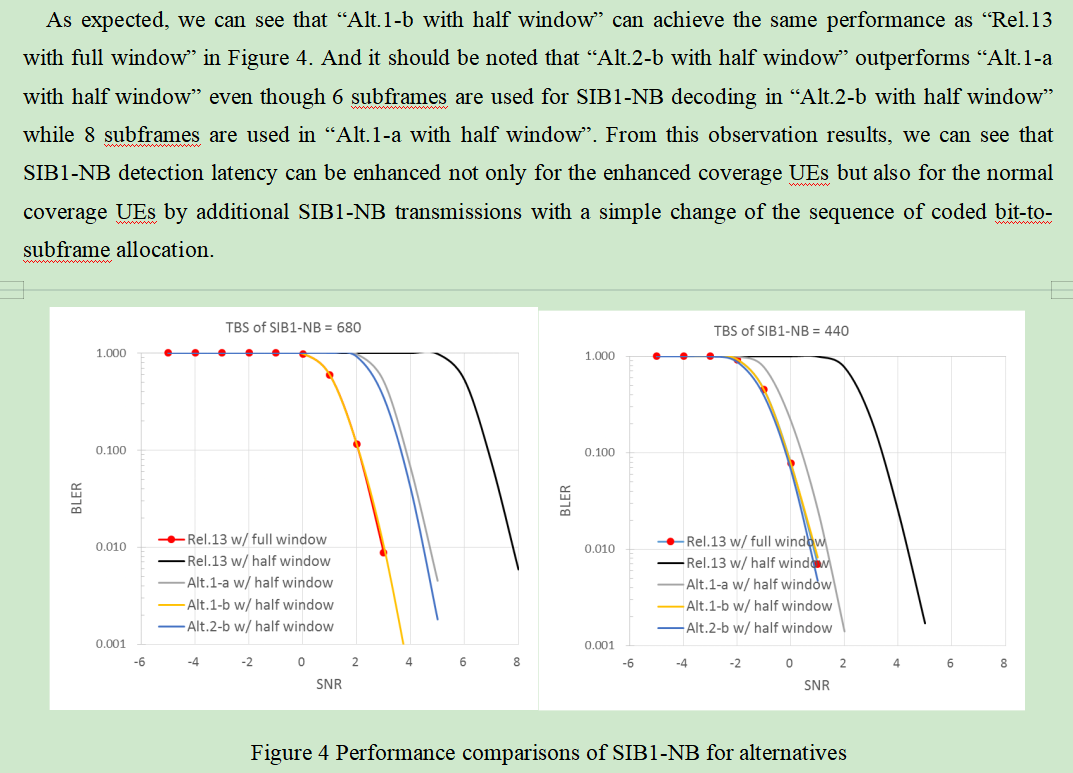 As expected, we can see that “Alt.1-b with half window” can achieve the same performance as “Rel.13
with full window” in Figure 4. And it should be noted that “Alt.2-b with half window” outperforms “Alt.1-a
with half window” even though 6 subframes are used for SIB1-NB decoding in “Alt.2-b with half window”
while 8 subframes are used in “Alt.1-a with half window”. From this observation results, we can see that
SIB1-NB detection latency can be enhanced not only for the enhanced coverage UEs but also for the normal
coverage UEs by additional SIB1-NB transmissions with a simple change of the sequence of coded bit-to-
subframe allocation.
TBS of SIB1-NB = 680
1.000
0.100
0.010
0.001
BLER
Rel.13 w/ full window
Rel.13 w/ half window
Alt.1-a w/ half window
Alt.1-b w/ half window
Alt.2-b w/ half window
-6 -4 -2 0 2 4 6 8
SNR
TBS of SIB1-NB = 440
1.000
0.100
0.010
0.001
BLER
Rel.13 w/ full window
Rel.13 w/ half window
Alt.1-a w/ half window
Alt.1-b w/ half window
Alt.2-b w/ half window
-6 -4 -2 0 2 4 6 8
SNR
Figure 4 Performance comparisons of SIB1-NB for alternatives